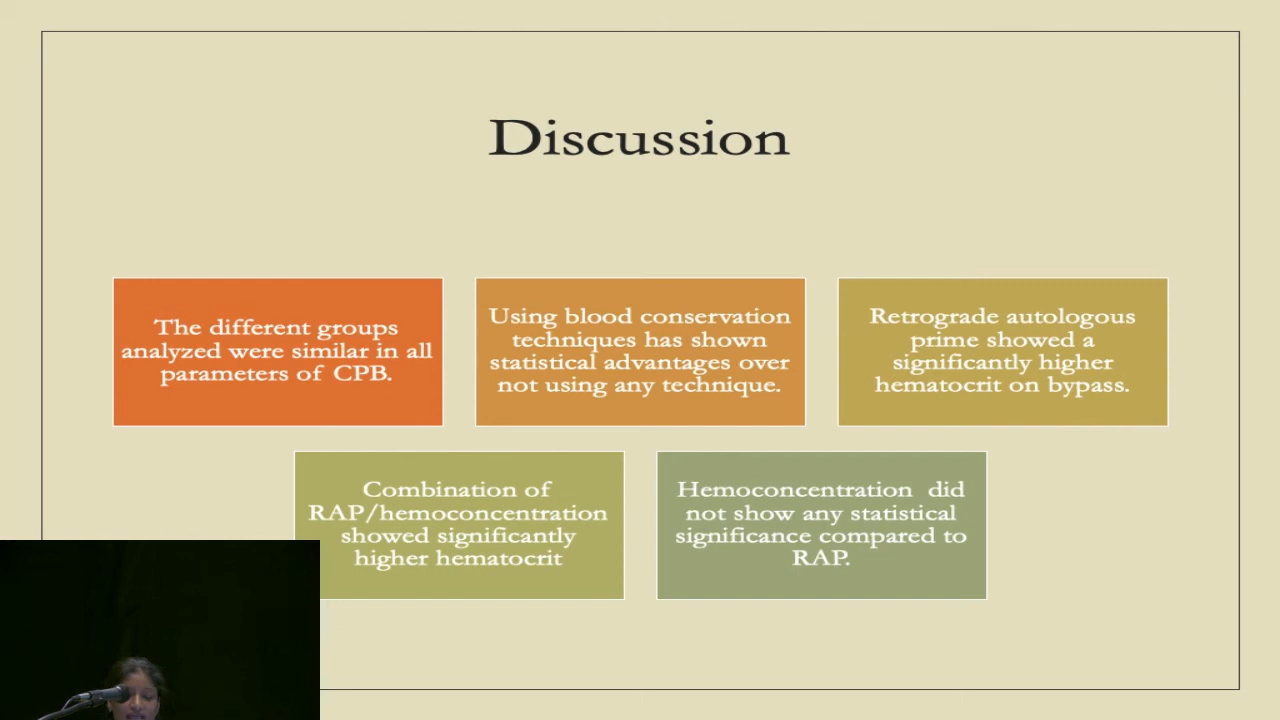 Discussion
The different groups
analyzed were similar in all
parameters of CPB.
Using blood conservation
techniques has shown
statistical advantages over
not using any technique.
Retrograde autologous
prime showed a
significantly higher
hematocrit on bypass.
Combination of
RAP/hemoconcentration
showed significantly
higher hematocrit
Hemoconcentration did
not show any statistical
significance compared to
RAP.